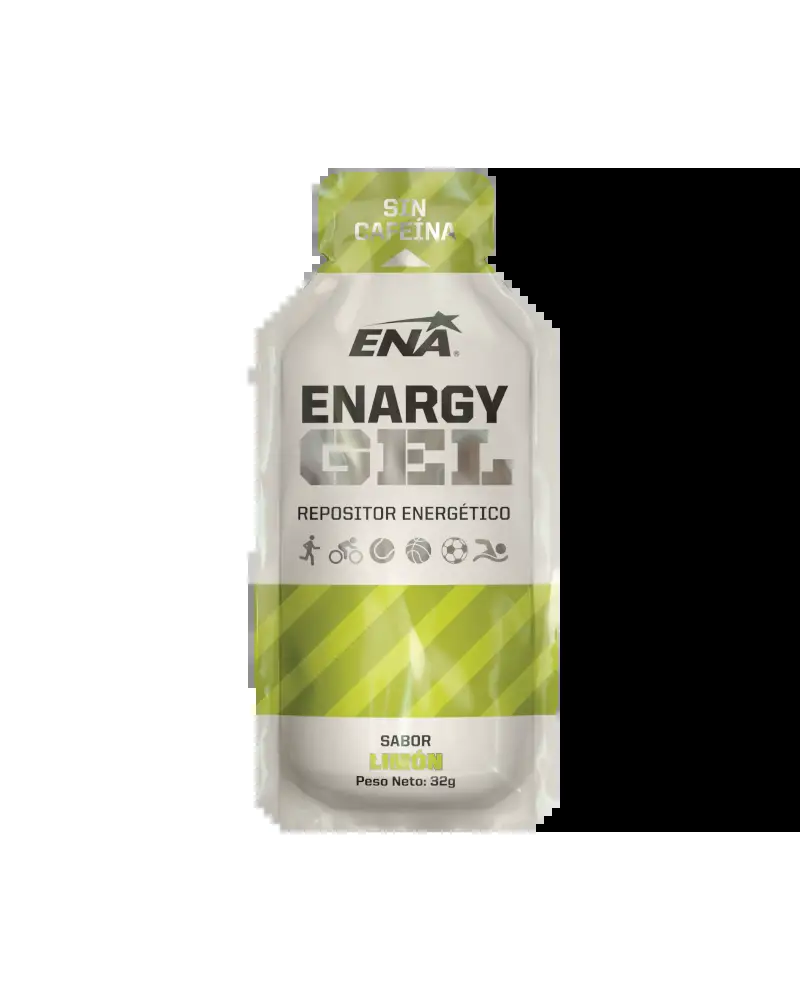 SIN
CAFEÍNA
ENA®
ENARGY
GEL
REPOSITOR ENERGÉTICO
SABOR
LIMÓN
Peso Neto: 32g